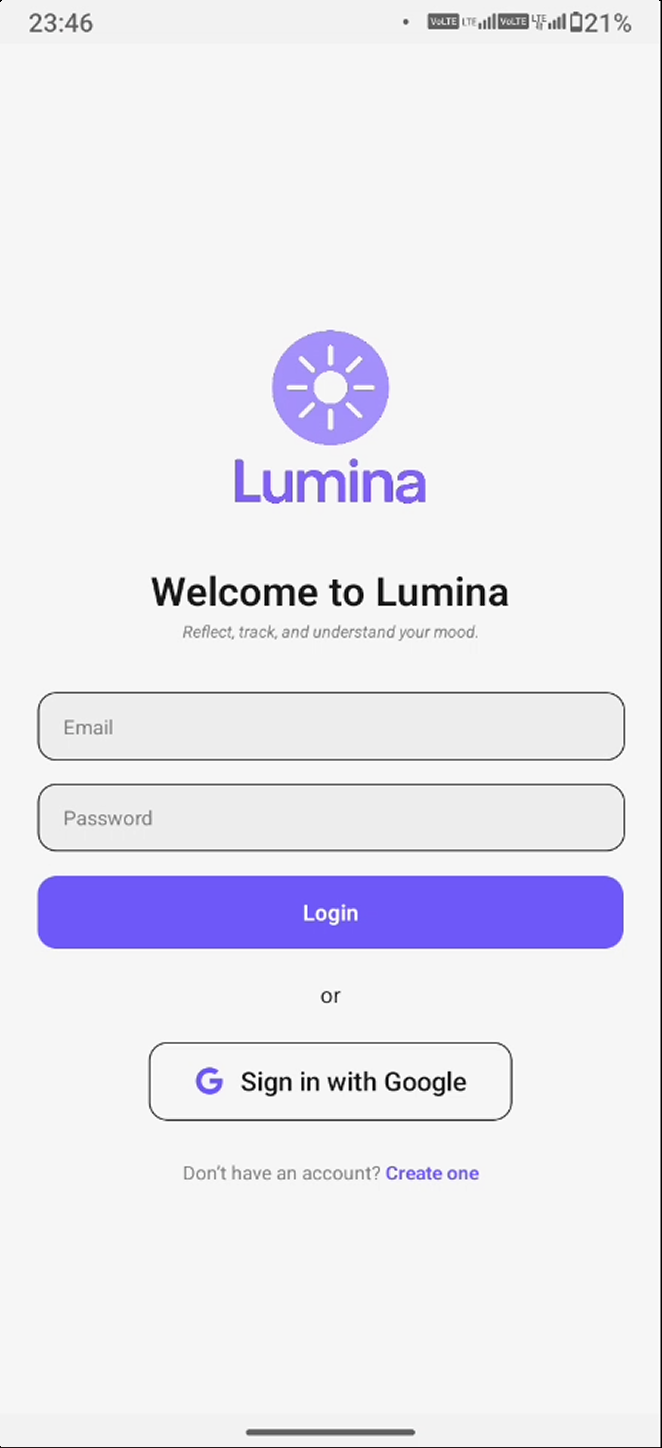 23:46
VoLTE LTE VoLTE LTE 21%
Lumina
Welcome to Lumina
Reflect, track, and understand your mood.
Email
Password
Login
or
G Sign in with Google
Don't have an account? Create one